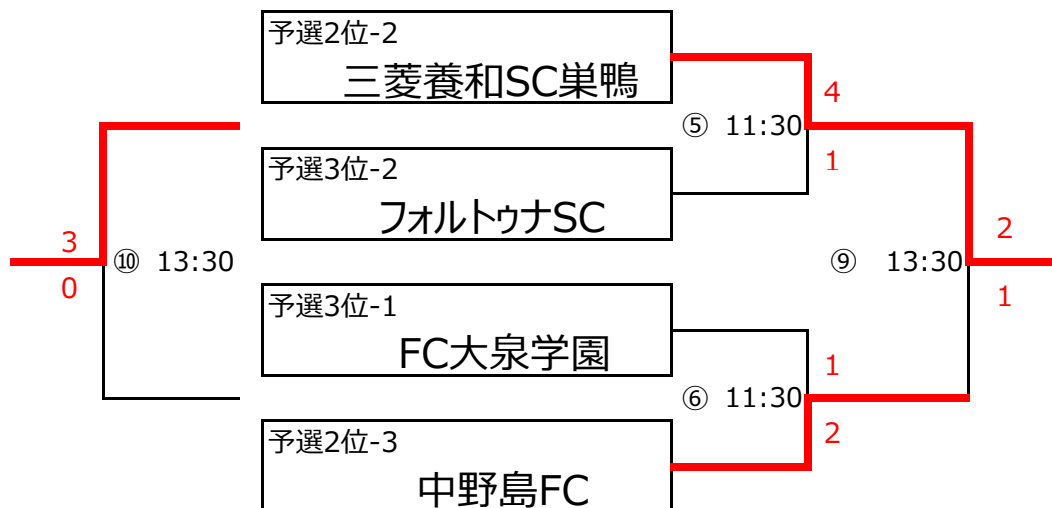 予選2位-2
三菱養和SC巣鴨
4
⑤ 11:30
1
予選3位-2
フォルトゥナSC
3
⑩ 13:30
0
⑨ 13:30
2
1
予選3位-1
FC大泉学園
1
⑥ 11:30
2
予選2位-3
中野島FC